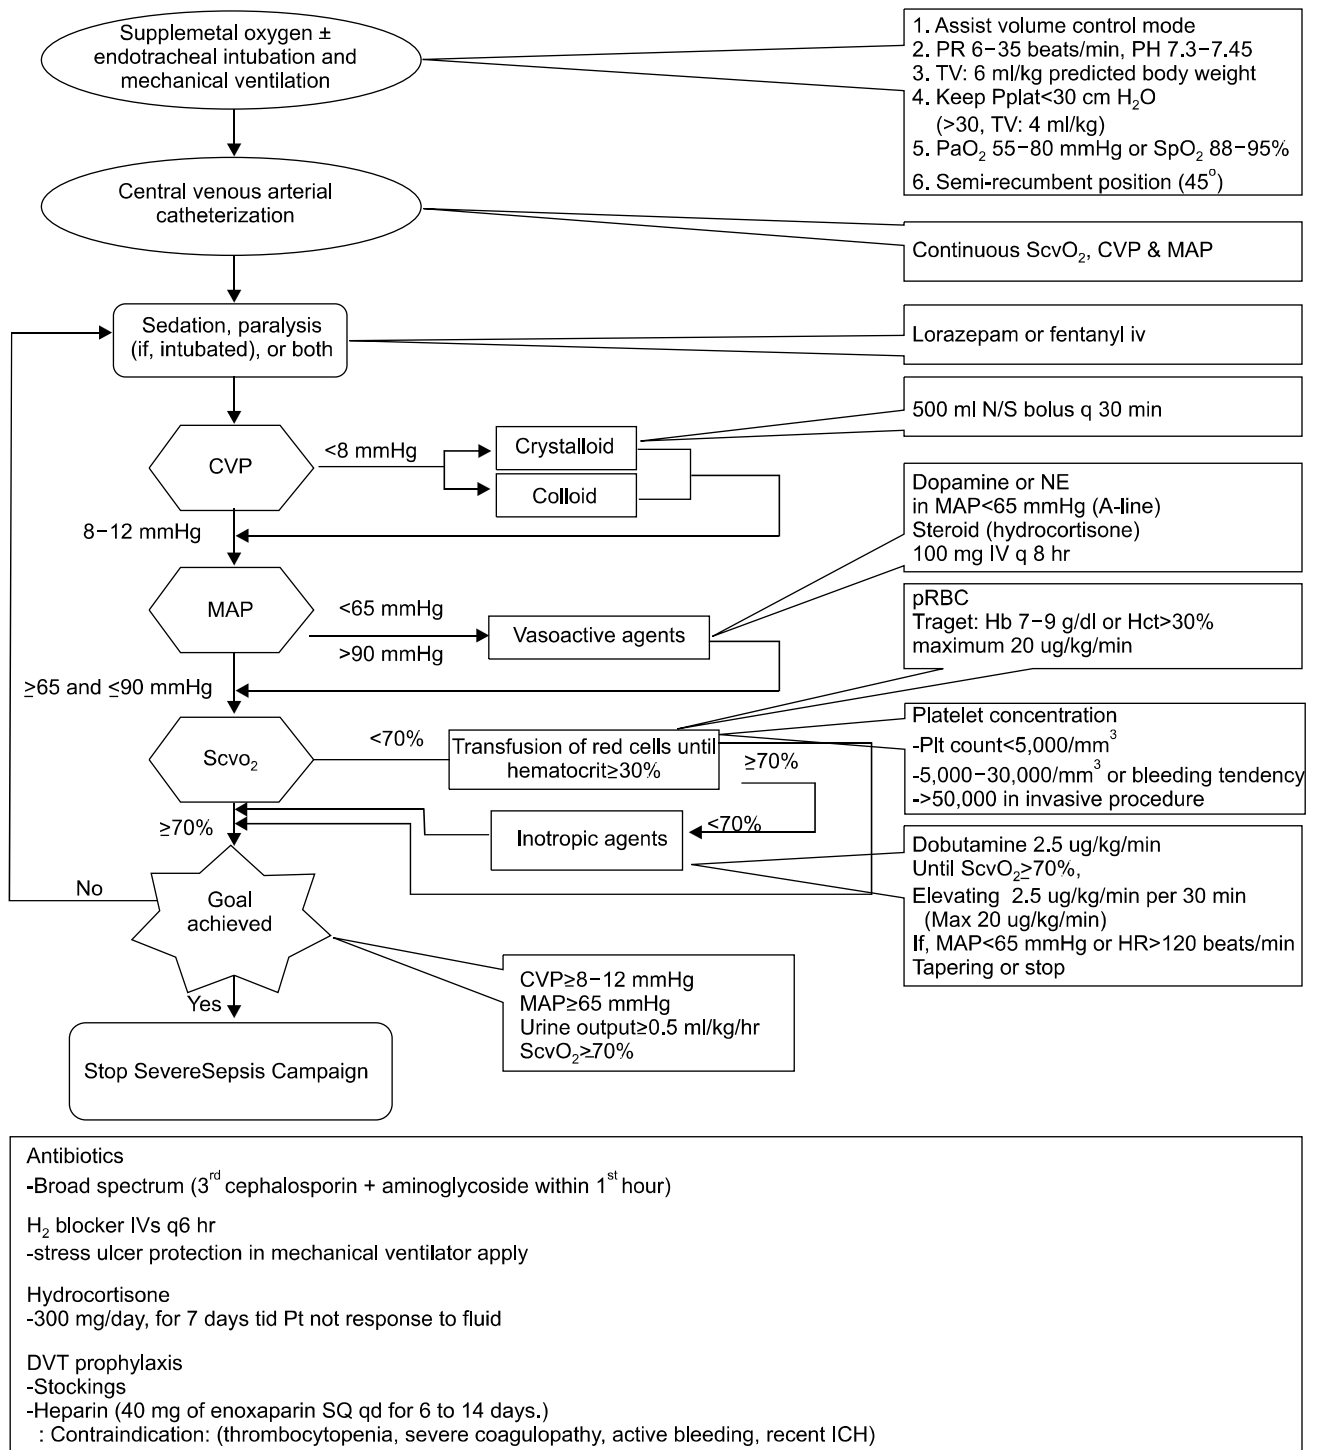 Supplemetal oxygen ±
endotracheal intubation and
mechanical ventilation
1. Assist volume control mode
2. PR 6−35 beats/min, PH 7.3−7.45
3. TV: 6 ml/kg predicted body weight
4. Keep Pplat<30 cm H₂O
(>30, TV: 4 ml/kg)
5. PaO₂ 55−80 mmHg or SpO₂ 88−95%
6. Semi-recumbent position (45°)
Central venous arterial
catheterization
Continuous ScvO₂, CVP & MAP
Sedation, paralysis
(if, intubated), or both
Lorazepam or fentanyl iv
CVP
<8 mmHg
Crystalloid
Colloid
500 ml N/S bolus q 30 min
8−12 mmHg
MAP
<65 mmHg
>90 mmHg
Vasoactive agents
Dopamine or NE
in MAP<65 mmHg (A-line)
Steroid (hydrocortisone)
100 mg IV q 8 hr
≥65 and ≤90 mmHg
Scvo₂
<70%
Transfusion of red cells until
hematocrit≥30%
pRBC
Traget: Hb 7−9 g/dl or Hct>30%
maximum 20 ug/kg/min
Platelet concentration
-Plt count<5,000/mm³
-5,000−30,000/mm³ or bleeding tendency
->50,000 in invasive procedure
≥70%
<70%
Inotropic agents
Dobutamine 2.5 ug/kg/min
Until ScvO₂≥70%,
Elevating 2.5 ug/kg/min per 30 min
(Max 20 ug/kg/min)
If, MAP<65 mmHg or HR>120 beats/min
Tapering or stop
≥70%
No
Goal
achieved
CVP≥8−12 mmHg
MAP≥65 mmHg
Urine output≥0.5 ml/kg/hr
ScvO₂≥70%
Yes
Stop SevereSepsis Campaign
Antibiotics
-Broad spectrum (3ʳᵈ cephalosporin + aminoglycoside within 1ˢᵗ hour)
H₂ blocker IVs q6 hr
-stress ulcer protection in mechanical ventilator apply
Hydrocortisone
-300 mg/day, for 7 days tid Pt not response to fluid
DVT prophylaxis
-Stockings
-Heparin (40 mg of enoxaparin SQ qd for 6 to 14 days.)
: Contraindication: (thrombocytopenia, severe coagulopathy, active bleeding, recent ICH)